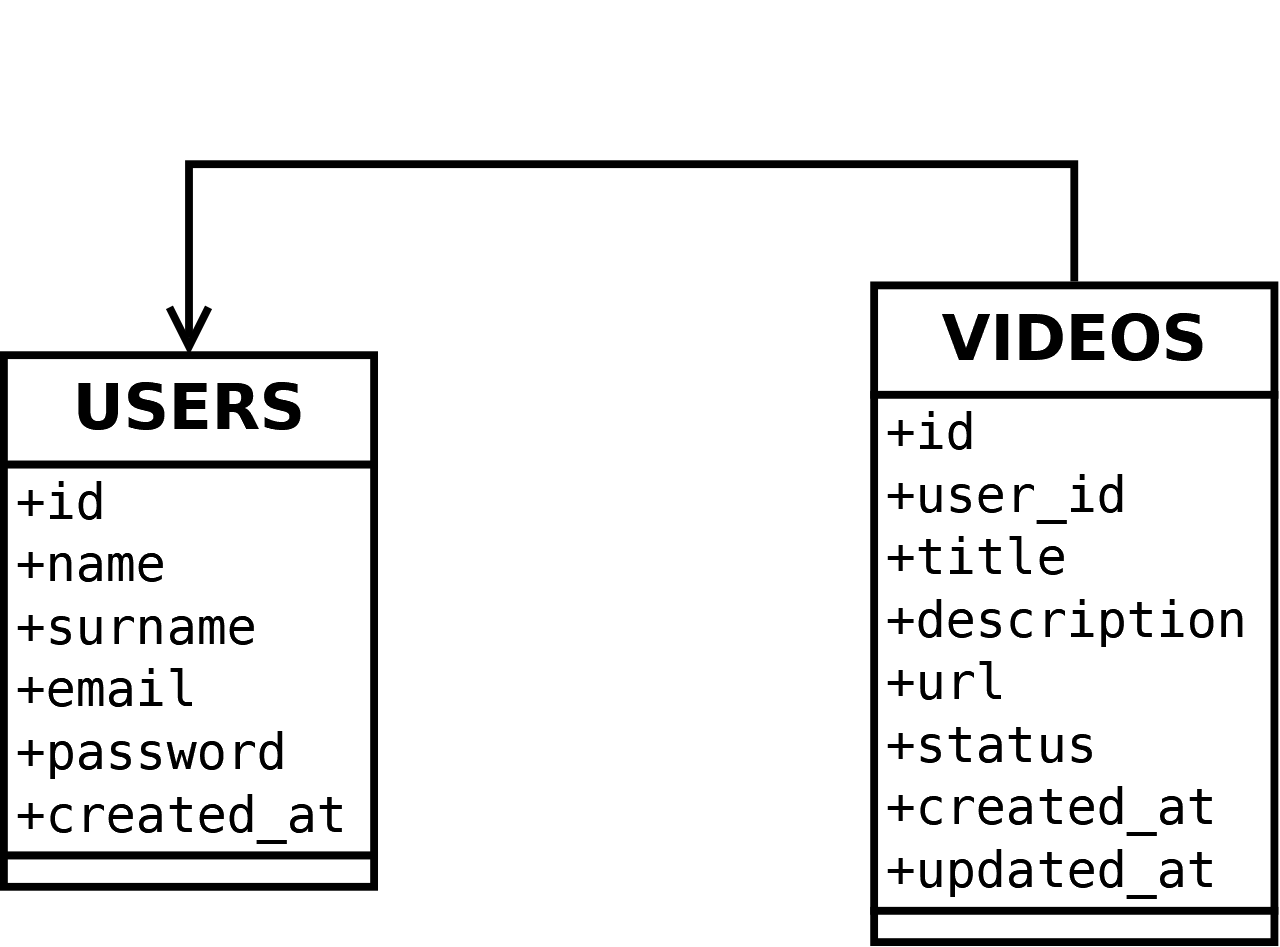 USERS
+id
+name
+surname
+email
+password
+created_at
VIDEOS
+id
+user_id
+title
+description
+url
+status
+created_at
+updated_at